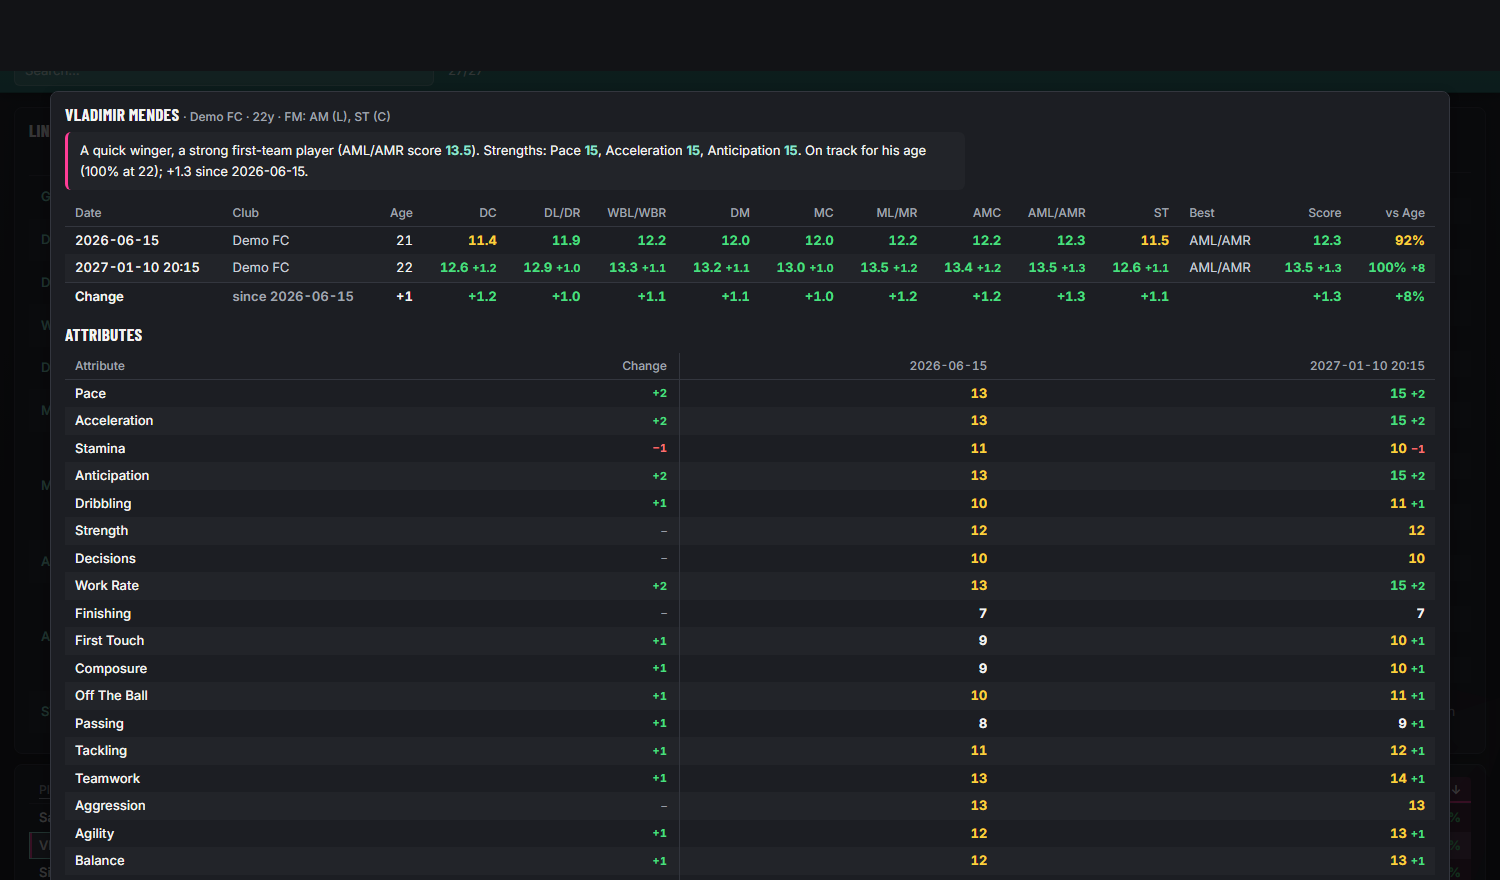 Search... 27/27
VLADIMIR MENDES · Demo FC · 22y · FM: AM (L), ST (C)
A quick winger, a strong first-team player (AML/AMR score 13.5). Strengths: Pace 15, Acceleration 15, Anticipation 15. On track for his age
(100% at 22); +1.3 since 2026-06-15.
Date Club Age DC DL/DR WBL/WBR DM MC ML/MR AMC AML/AMR ST Best Score vs Age
2026-06-15 Demo FC 21 11.4 11.9 12.2 12.0 12.0 12.2 12.2 12.3 11.5 AML/AMR 12.3 92%
2027-01-10 20:15 Demo FC 22 12.6 +1.2 12.9 +1.0 13.3 +1.1 13.2 +1.1 13.0 +1.0 13.5 +1.2 13.4 +1.2 13.5 +1.3 12.6 +1.1 AML/AMR 13.5 +1.3 100% +8
Change since 2026-06-15 +1 +1.2 +1.0 +1.1 +1.1 +1.0 +1.2 +1.2 +1.3 +1.1 +1.3 +8%
ATTRIBUTES
Attribute Change 2026-06-15 2027-01-10 20:15
Pace +2 13 15 +2
Acceleration +2 13 15 +2
Stamina −1 11 10 −1
Anticipation +2 13 15 +2
Dribbling +1 10 11 +1
Strength – 12 12
Decisions – 10 10
Work Rate +2 13 15 +2
Finishing – 7 7
First Touch +1 9 10 +1
Composure +1 9 10 +1
Off The Ball +1 10 11 +1
Passing +1 8 9 +1
Tackling +1 11 12 +1
Teamwork +1 13 14 +1
Aggression – 13 13
Agility +1 12 13 +1
Balance +1 12 13 +1